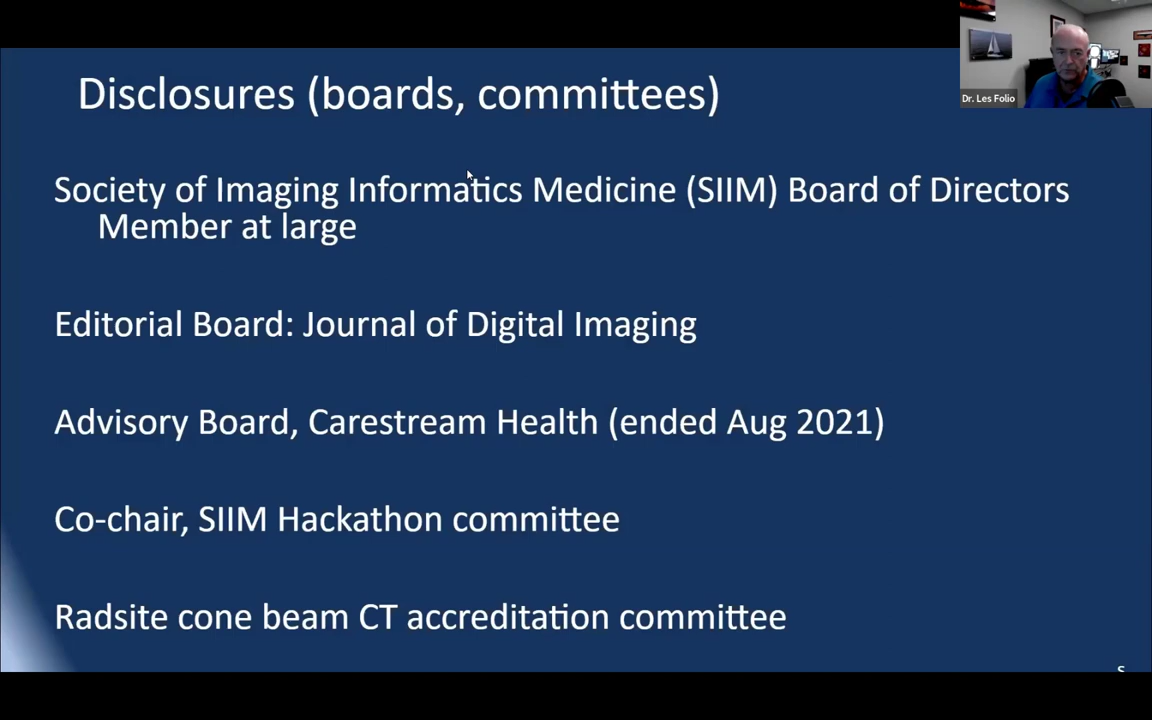 Dr. Les Folio
Disclosures (boards, committees)
Society of Imaging Informatics Medicine (SIIM) Board of Directors
Member at large
Editorial Board: Journal of Digital Imaging
Advisory Board, Carestream Health (ended Aug 2021)
Co-chair, SIIM Hackathon committee
Radsite cone beam CT accreditation committee